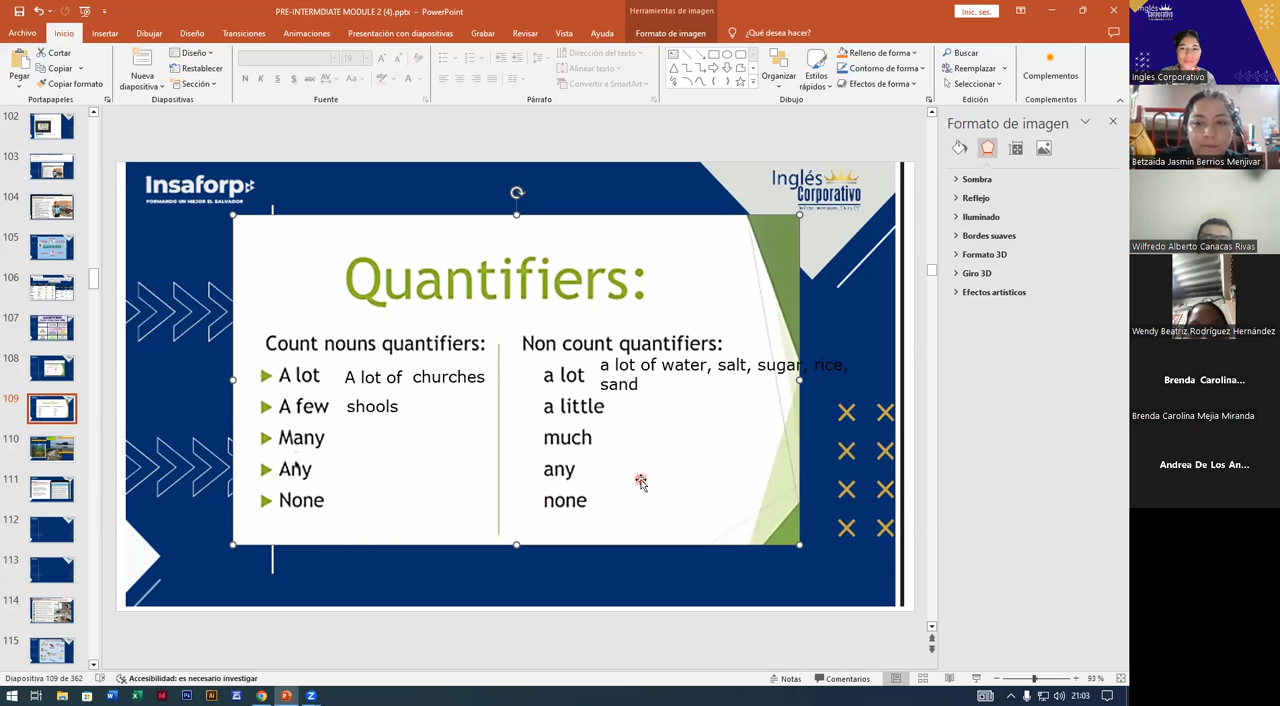 PRE-INTERMDIATE MODULE 2 (4).pptx - PowerPoint
Herramientas de imagen
Inic. ses.
Archivo Inicio Insertar Dibujar Diseño Transiciones Animaciones Presentación con diapositivas Grabar Revisar Vista Ayuda Formato de imagen ¿Qué desea hacer?
Pegar
Cortar
Copiar
Copiar formato
Portapapeles
Nueva diapositiva
Diseño
Restablecer
Sección
Diapositivas
19
N K S S abc AV Aa A
Fuente
Dirección del texto
Alinear texto
Convertir a SmartArt
Párrafo
Organizar
Estilos rápidos
Relleno de forma
Contorno de forma
Efectos de forma
Dibujo
Buscar
Reemplazar
Seleccionar
Edición
Complementos
Complementos
102
103
104
105
106
107
108
109
110
111
112
113
114
115
Insaforp
FORMANDO UN MEJOR EL SALVADOR
Inglés
Corporativo
Quantifiers:
Count nouns quantifiers:
A lot A lot of churches
A few shools
Many
Any
None
Non count quantifiers:
a lot a lot of water, salt, sugar, rice,
sand
a little
much
any
none
Formato de imagen
Sombra
Reflejo
Iluminado
Bordes suaves
Formato 3D
Giro 3D
Efectos artísticos
Inglés
Corporativo
Ingles Corporativo
Betzaida Jasmin Berrios Menjivar
Wilfredo Alberto Canacas Rivas
Wendy Beatriz Rodríguez Hernández
Brenda Carolina...
Brenda Carolina Mejia Miranda
Andrea De Los An...
Diapositiva 109 de 362
Accesibilidad: es necesario investigar
Notas
Comentarios
93 %
21:03